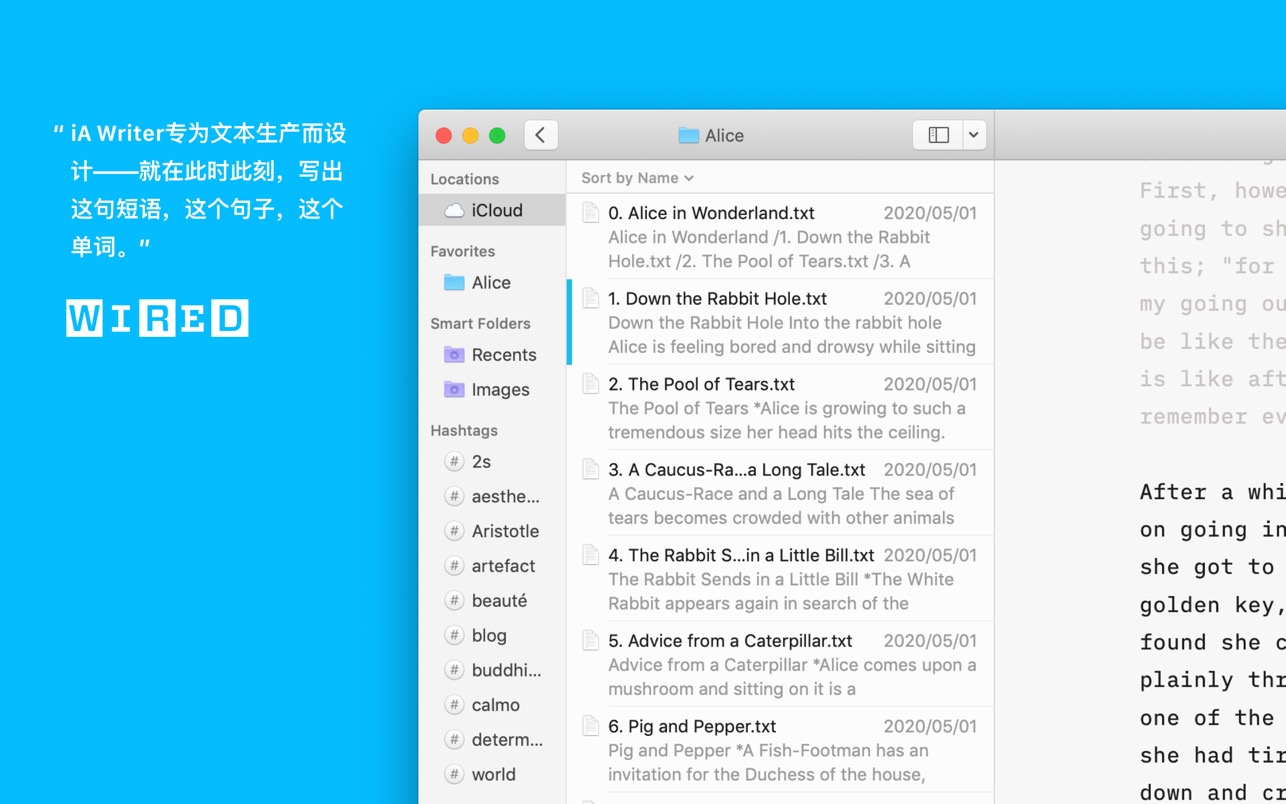 “ iA Writer专为文本生产而设
计——就在此时此刻，写出
这句短语，这个句子，这个
单词。”
WIRED
Alice
Locations
iCloud
Favorites
Alice
Smart Folders
Recents
Images
Hashtags
# 2s
# aesthe...
# Aristotle
# artefact
# beauté
# blog
# buddhi...
# calmo
# determ...
# world
Sort by Name
0. Alice in Wonderland.txt 2020/05/01
Alice in Wonderland /1. Down the Rabbit
Hole.txt /2. The Pool of Tears.txt /3. A
1. Down the Rabbit Hole.txt 2020/05/01
Down the Rabbit Hole Into the rabbit hole
Alice is feeling bored and drowsy while sitting
2. The Pool of Tears.txt 2020/05/01
The Pool of Tears *Alice is growing to such a
tremendous size her head hits the ceiling.
3. A Caucus-Ra...a Long Tale.txt 2020/05/01
A Caucus-Race and a Long Tale The sea of
tears becomes crowded with other animals
4. The Rabbit S...in a Little Bill.txt 2020/05/01
The Rabbit Sends in a Little Bill *The White
Rabbit appears again in search of the
5. Advice from a Caterpillar.txt 2020/05/01
Advice from a Caterpillar *Alice comes upon a
mushroom and sitting on it is a
6. Pig and Pepper.txt 2020/05/01
Pig and Pepper *A Fish-Footman has an
invitation for the Duchess of the house,
First, howe
going to sh
this; "for
my going ou
be like the
is like aft
remember ev
After a whi
on going in
she got to
golden key,
found she c
plainly thr
one of the
she had tir
down and cr